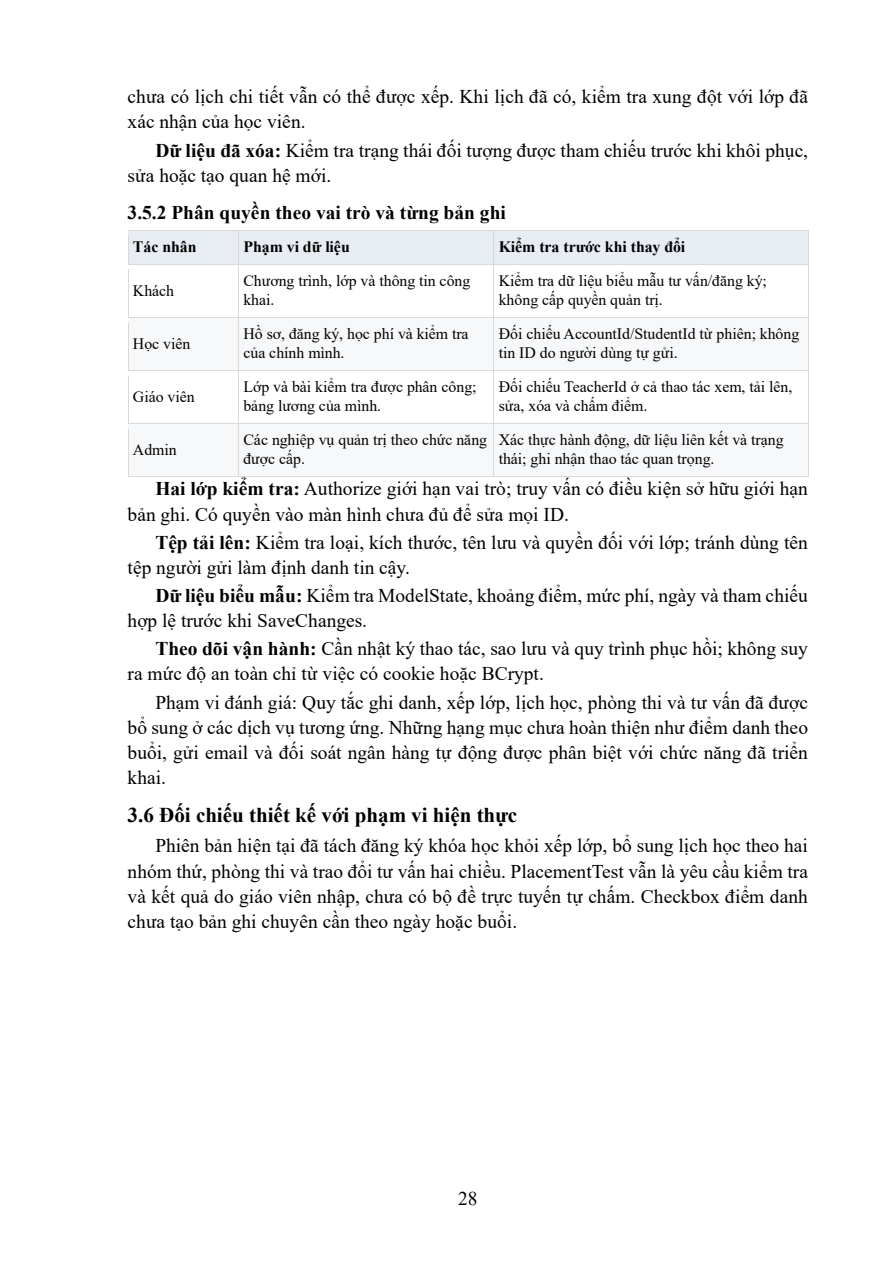 chưa có lịch chi tiết vẫn có thể được xếp. Khi lịch đã có, kiểm tra xung đột với lớp đã
xác nhận của học viên.
Dữ liệu đã xóa: Kiểm tra trạng thái đối tượng được tham chiếu trước khi khôi phục,
sửa hoặc tạo quan hệ mới.
3.5.2 Phân quyền theo vai trò và từng bản ghi
Tác nhân Phạm vi dữ liệu Kiểm tra trước khi thay đổi
Khách
Chương trình, lớp và thông tin công
khai.
Kiểm tra dữ liệu biểu mẫu tư vấn/đăng ký;
không cấp quyền quản trị.
Học viên
Hồ sơ, đăng ký, học phí và kiểm tra
của chính mình.
Đối chiếu AccountId/StudentId từ phiên; không
tin ID do người dùng tự gửi.
Giáo viên
Lớp và bài kiểm tra được phân công;
bảng lương của mình.
Đối chiếu TeacherId ở cả thao tác xem, tải lên,
sửa, xóa và chấm điểm.
Admin
Các nghiệp vụ quản trị theo chức năng
được cấp.
Xác thực hành động, dữ liệu liên kết và trạng
thái; ghi nhận thao tác quan trọng.
Hai lớp kiểm tra: Authorize giới hạn vai trò; truy vấn có điều kiện sở hữu giới hạn
bản ghi. Có quyền vào màn hình chưa đủ để sửa mọi ID.
Tệp tải lên: Kiểm tra loại, kích thước, tên lưu và quyền đối với lớp; tránh dùng tên
tệp người gửi làm định danh tin cậy.
Dữ liệu biểu mẫu: Kiểm tra ModelState, khoảng điểm, mức phí, ngày và tham chiếu
hợp lệ trước khi SaveChanges.
Theo dõi vận hành: Cần nhật ký thao tác, sao lưu và quy trình phục hồi; không suy
ra mức độ an toàn chỉ từ việc có cookie hoặc BCrypt.
Phạm vi đánh giá: Quy tắc ghi danh, xếp lớp, lịch học, phòng thi và tư vấn đã được
bổ sung ở các dịch vụ tương ứng. Những hạng mục chưa hoàn thiện như điểm danh theo
buổi, gửi email và đối soát ngân hàng tự động được phân biệt với chức năng đã triển
khai.
3.6 Đối chiếu thiết kế với phạm vi hiện thực
Phiên bản hiện tại đã tách đăng ký khóa học khỏi xếp lớp, bổ sung lịch học theo hai
nhóm thứ, phòng thi và trao đổi tư vấn hai chiều. PlacementTest vẫn là yêu cầu kiểm tra
và kết quả do giáo viên nhập, chưa có bộ đề trực tuyến tự chấm. Checkbox điểm danh
chưa tạo bản ghi chuyên cần theo ngày hoặc buổi.
28